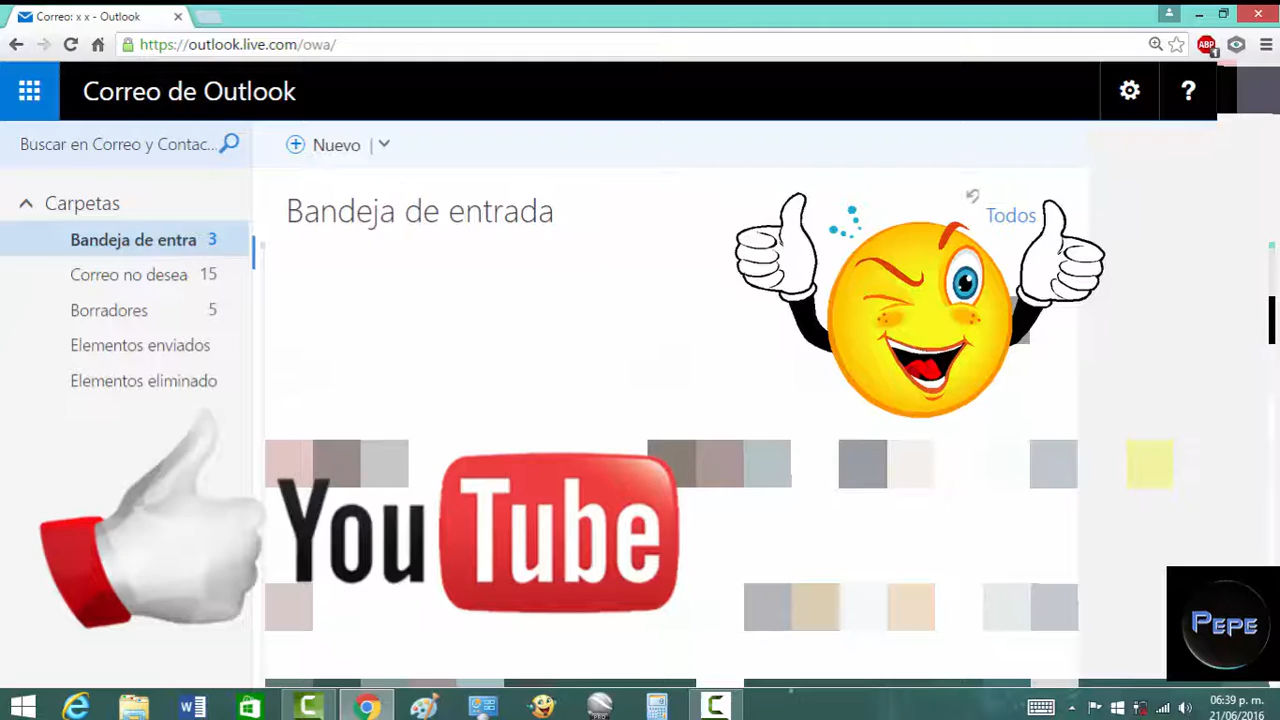 Correo: x x - Outlook
https://outlook.live.com/owa/
ABP
1
Correo de Outlook
?
Buscar en Correo y Contac...
Nuevo
Carpetas
Bandeja de entra 3
Correo no desea 15
Borradores 5
Elementos enviados
Elementos eliminado
Bandeja de entrada
Todos
YouTube
PEPE
06:39 p. m.
21/06/2016